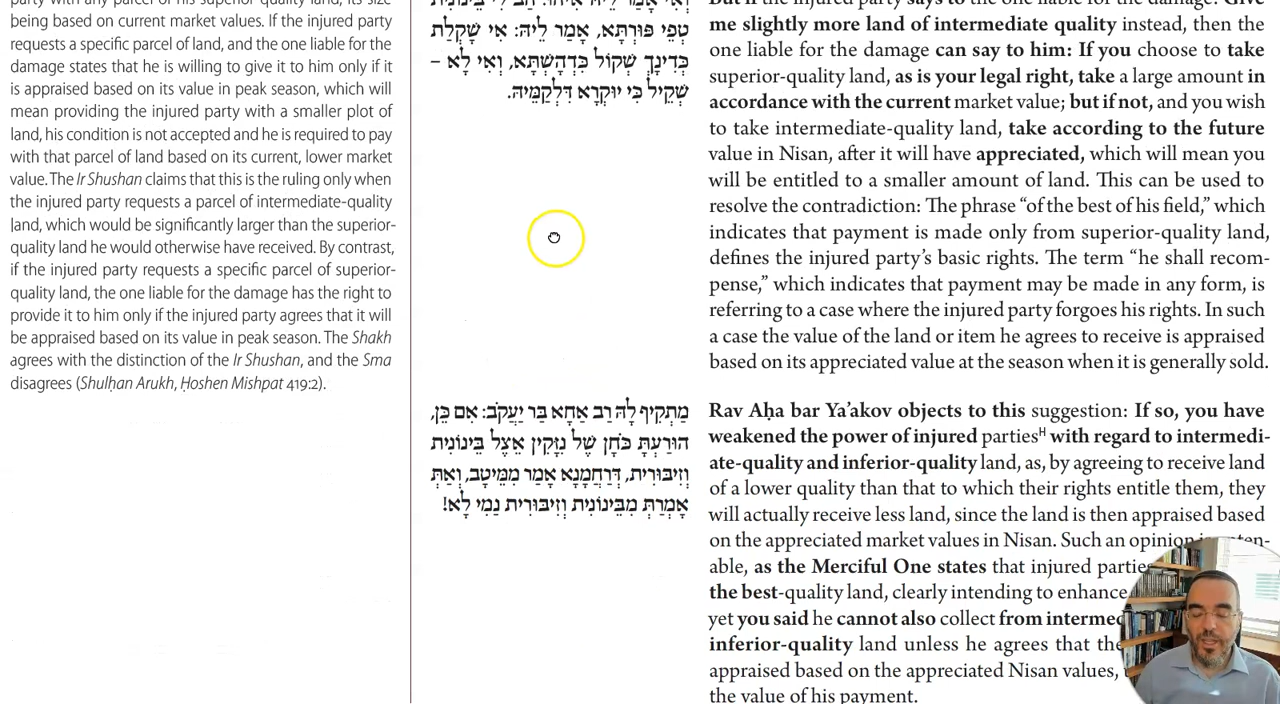 party with any parcel of his superior-quality land, its size
being based on current market values. If the injured party
requests a specific parcel of land, and the one liable for the
damage states that he is willing to give it to him only if it
is appraised based on its value in peak season, which will
mean providing the injured party with a smaller plot of
land, his condition is not accepted and he is required to pay
with that parcel of land based on its current, lower market
value. The Ir Shushan claims that this is the ruling only when
the injured party requests a parcel of intermediate-quality
land, which would be significantly larger than the superior-
quality land he would otherwise have received. By contrast,
if the injured party requests a specific parcel of superior-
quality land, the one liable for the damage has the right to
provide it to him only if the injured party agrees that it will
be appraised based on its value in peak season. The Shakh
agrees with the distinction of the Ir Shushan, and the Sma
disagrees (Shulḥan Arukh, Ḥoshen Mishpat 419:2).
וְאִי אָמַר לֵיהּ אִיהוּ: הַב לִי בֵּינוֹנִית
טְפֵי פּוּרְתָּא, אָמַר לֵיהּ: אִי שָׁקְלַתְּ
כְּדִינָךְ שְׁקוֹל כִּדְהָשְׁתָּא, וְאִי לָא –
שְׁקֵיל כִּי יוּקְרָא דִּלְקַמֵּיהּ.
But if the injured party says to the one liable for the damage: Give
me slightly more land of intermediate quality instead, then the
one liable for the damage can say to him: If you choose to take
superior-quality land, as is your legal right, take a large amount in
accordance with the current market value; but if not, and you wish
to take intermediate-quality land, take according to the future
value in Nisan, after it will have appreciated, which will mean you
will be entitled to a smaller amount of land. This can be used to
resolve the contradiction: The phrase “of the best of his field,” which
indicates that payment is made only from superior-quality land,
defines the injured party’s basic rights. The term “he shall recom-
pense,” which indicates that payment may be made in any form, is
referring to a case where the injured party forgoes his rights. In such
a case the value of the land or item he agrees to receive is appraised
based on its appreciated value at the season when it is generally sold.
מַתְקֵיף לָהּ רַב אַחָא בַּר יַעֲקֹב: אִם כֵּן,
הוּרַעְתָּ כֹּחָן שֶׁל נִזָּקִין אֵצֶל בֵּינוֹנִית
וְזִיבּוּרִית, דְּרַחֲמָנָא אָמַר מִמֵּיטַב, וְאַתְּ
אָמְרַתְּ מִבֵּינוֹנִית וְזִיבּוּרִית נַמִי לָא!
Rav Aḥa bar Ya’akov objects to this suggestion: If so, you have
weakened the power of injured partiesᴴ with regard to intermedi-
ate-quality and inferior-quality land, as, by agreeing to receive land
of a lower quality than that to which their rights entitle them, they
will actually receive less land, since the land is then appraised based
on the appreciated market values in Nisan. Such an opinion
able, as the Merciful One states that injured
the best-quality land, clearly intending to enhance
yet you said he cannot also collect from
inferior-quality land unless he agrees that
appraised based on the appreciated Nisan values,
the value of his payment.